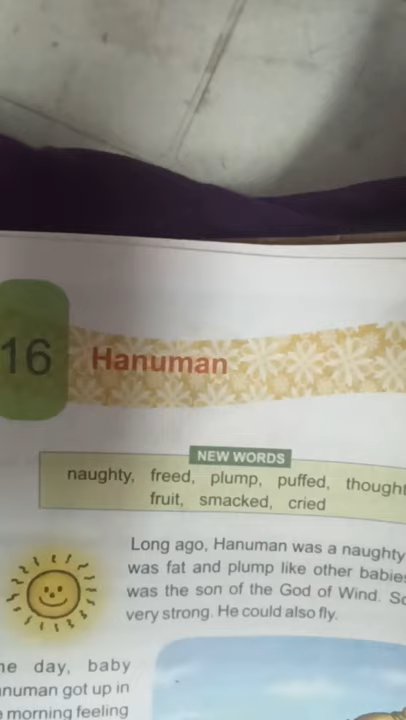 16
Hanuman
NEW WORDS
naughty, freed, plump, puffed, thought
fruit, smacked, cried
Long ago, Hanuman was a naughty
was fat and plump like other babies
was the son of the God of Wind. So
very strong. He could also fly.
day, baby
got up in
morning feeling